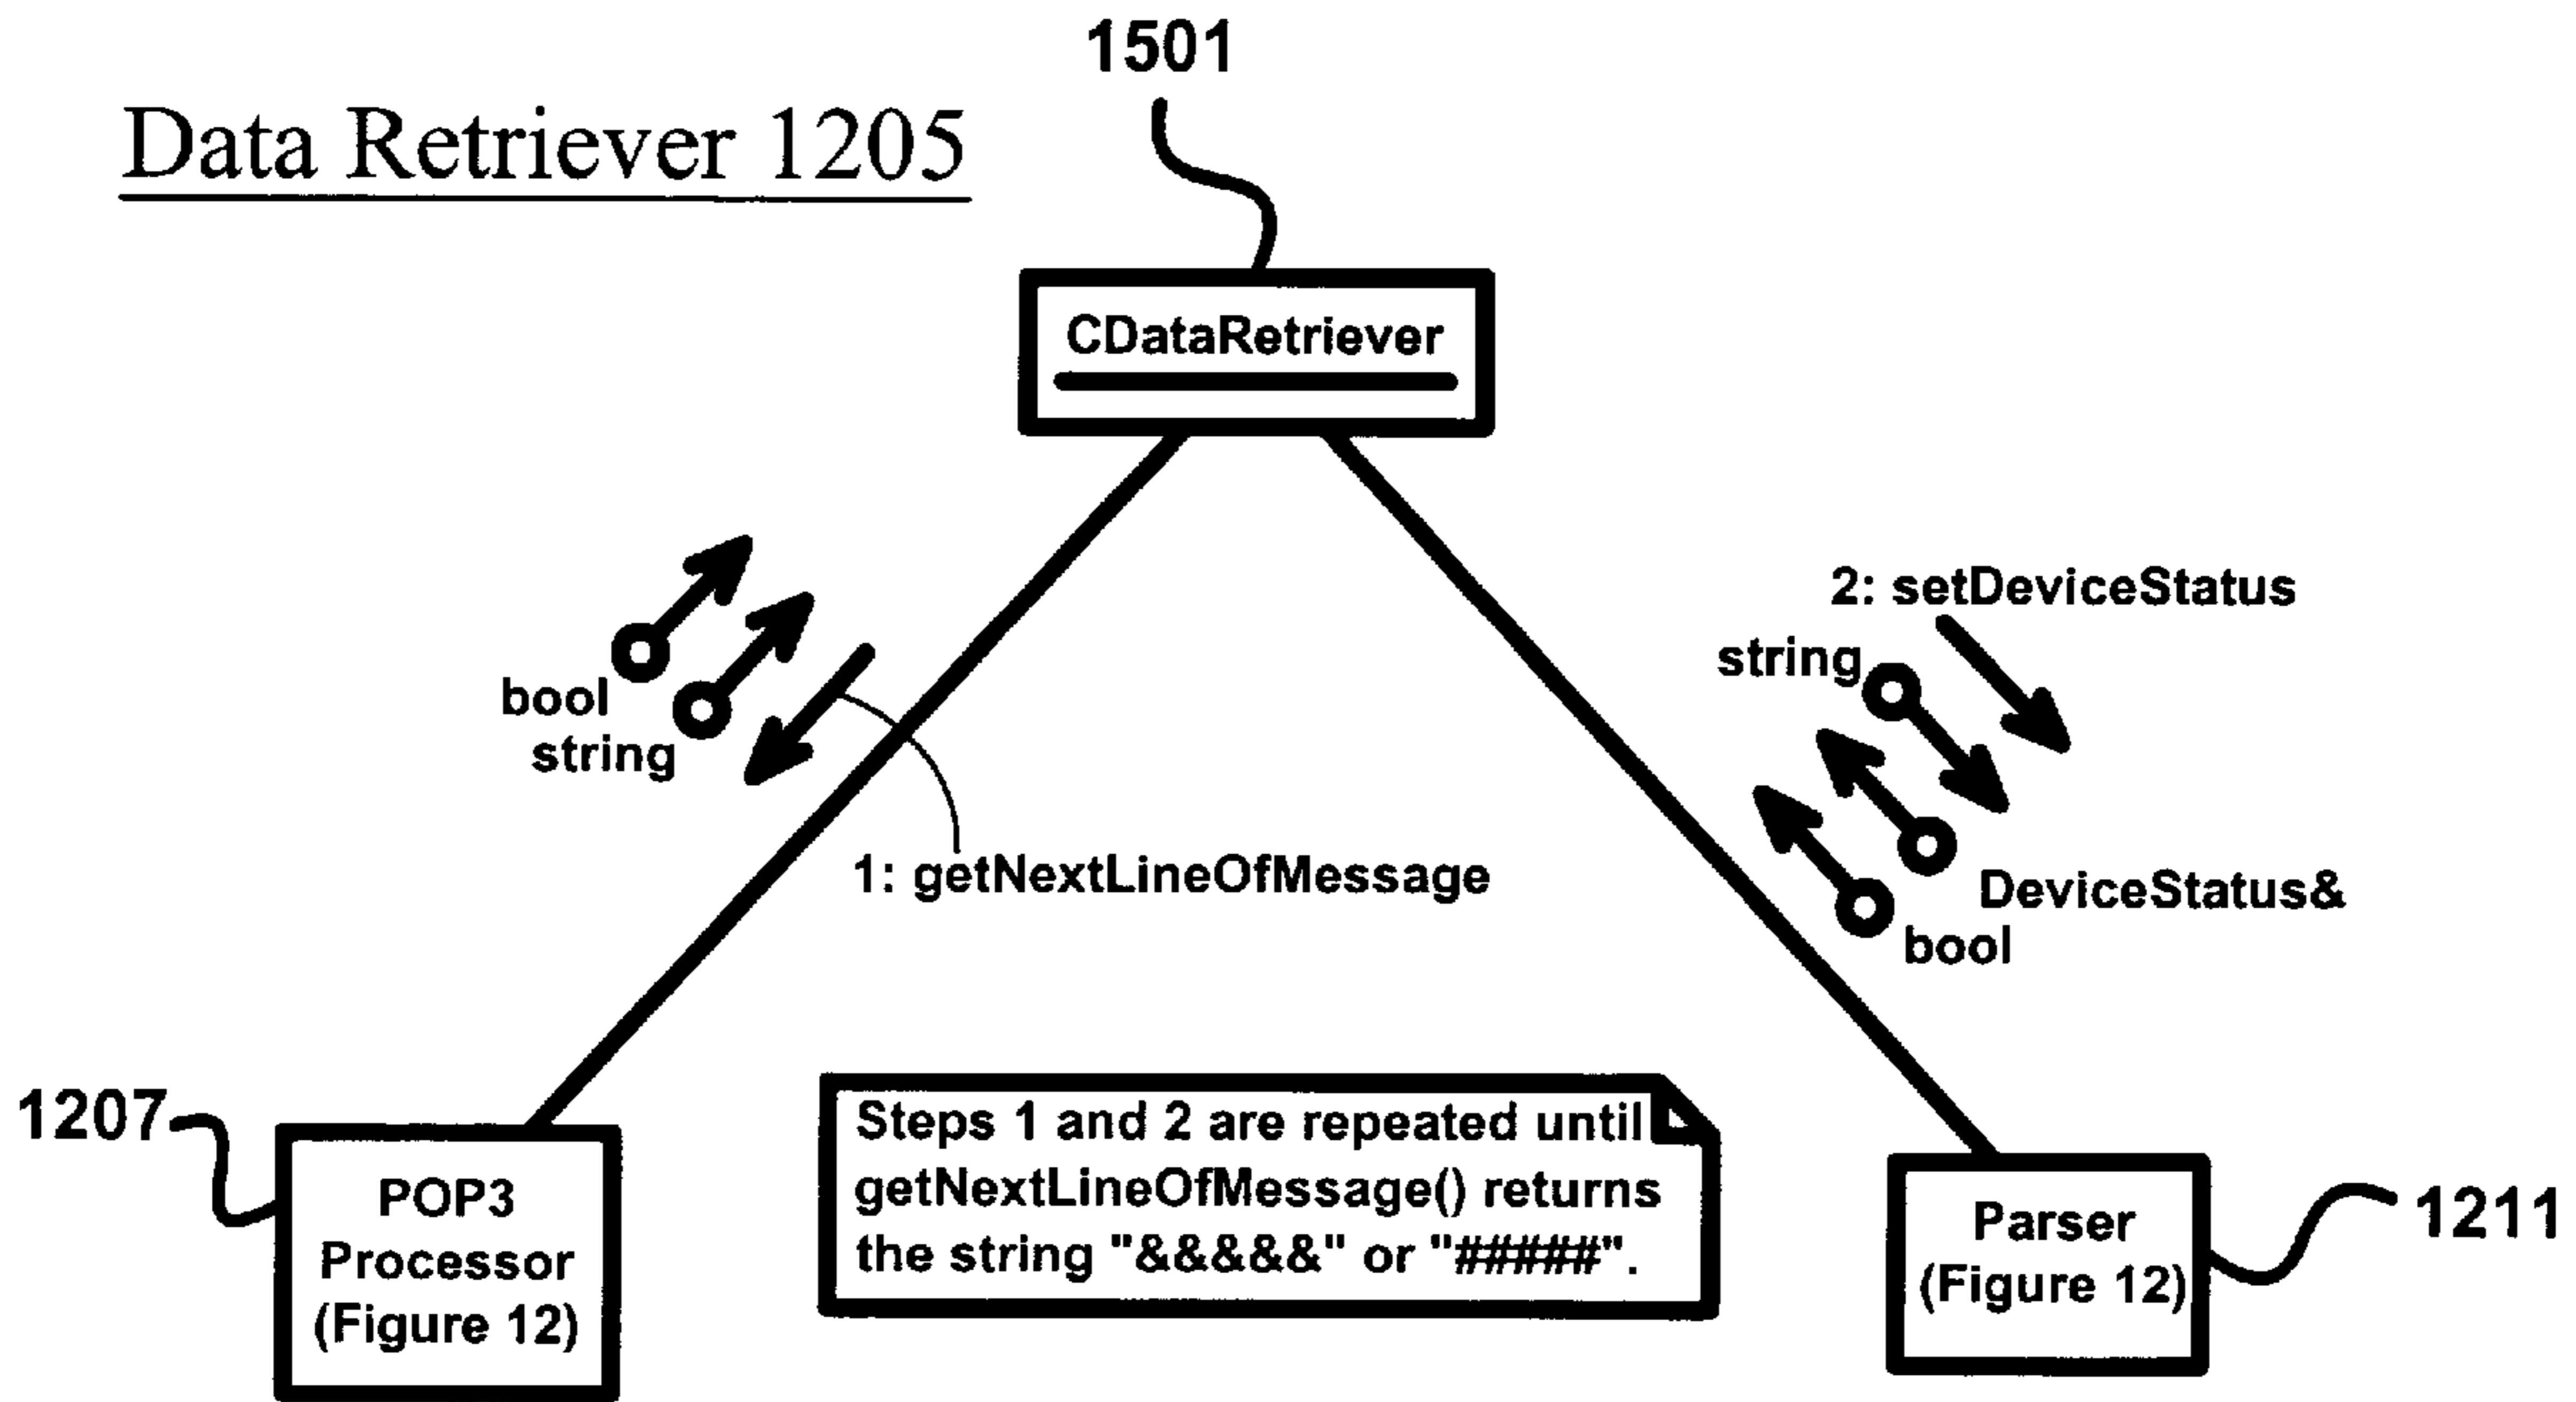 1501
Data Retriever 1205
CDataRetriever
2: setDeviceStatus
string
bool
string
1: getNextLineOfMessage
DeviceStatus&
bool
1207
POP3
Processor
(Figure 12)
Steps 1 and 2 are repeated until
getNextLineOfMessage() returns
the string "&&&&&" or "#####".
Parser
(Figure 12)
1211